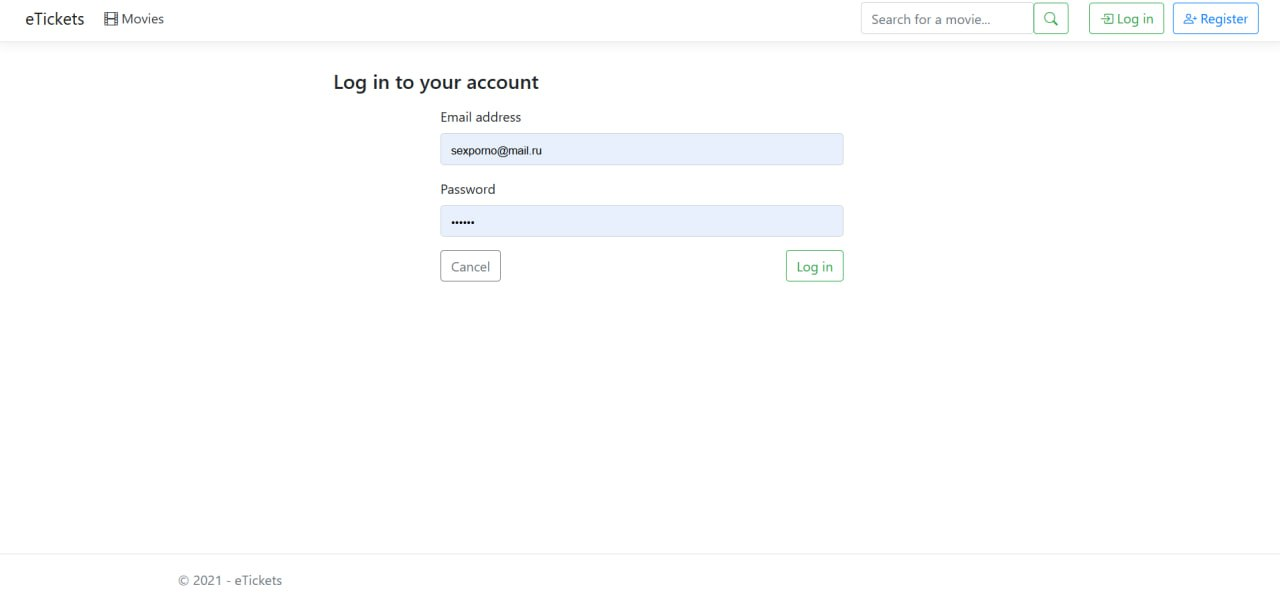 eTickets Movies Search for a movie... Log in Register
Log in to your account
Email address
sexporno@mail.ru
Password
••••••
Cancel Log in
© 2021 - eTickets